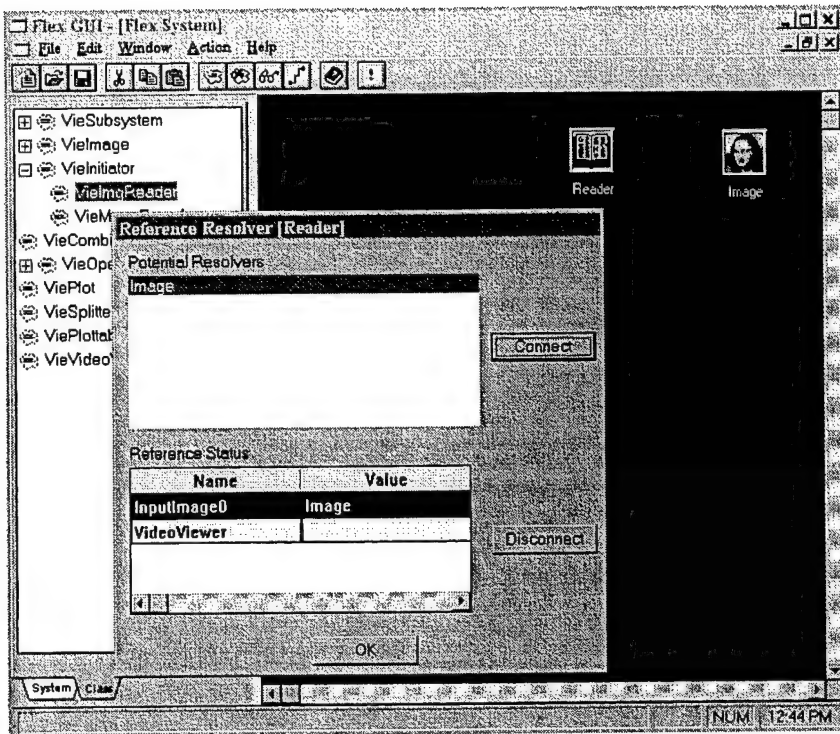 Flex GUI - [Flex System]
File Edit Window Action Help
VieSubsystem
VieImage
VieInitiator
VieImgReader
Reader
Image
VieCombi
VieOpe
ViePlot
VieSplitte
ViePlottab
VieVideo
Reference Resolver [Reader]
Potential Resolvers
Image
Connect
Reference Status
Name Value
InputImage0 Image
VideoViewer
Disconnect
OK
System Class
NUM 12:44 PM